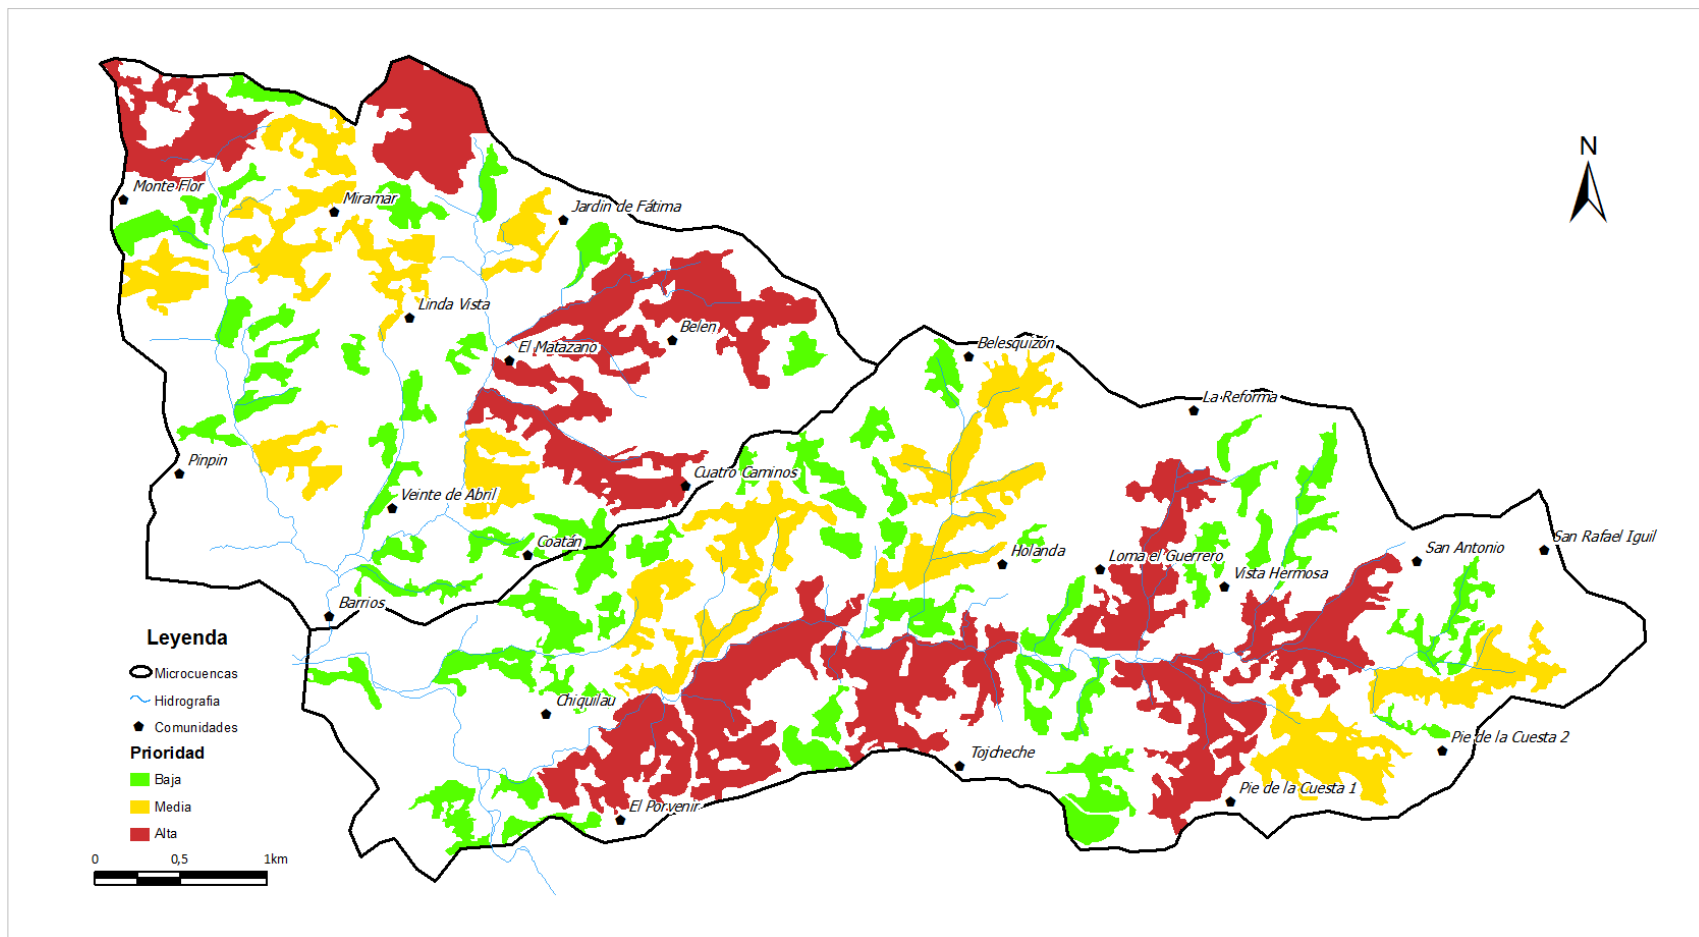 N
Monte Flor
Miramar
Jardin de Fátima
Linda Vista
Belen
El Matazano
Belesquizón
La Reforma
Pinpin
Cuatro Caminos
Veinte de Abril
Coatán
Holanda
Loma el Guerrero
San Antonio
San Rafael Iguil
Vista Hermosa
Barrios
Chiquilau
Tojcheche
Pie de la Cuesta 2
Pie de la Cuesta 1
El Porvenir
Leyenda
Microcuencas
Hidrografia
Comunidades
Prioridad
Baja
Media
Alta
0 0,5 1km